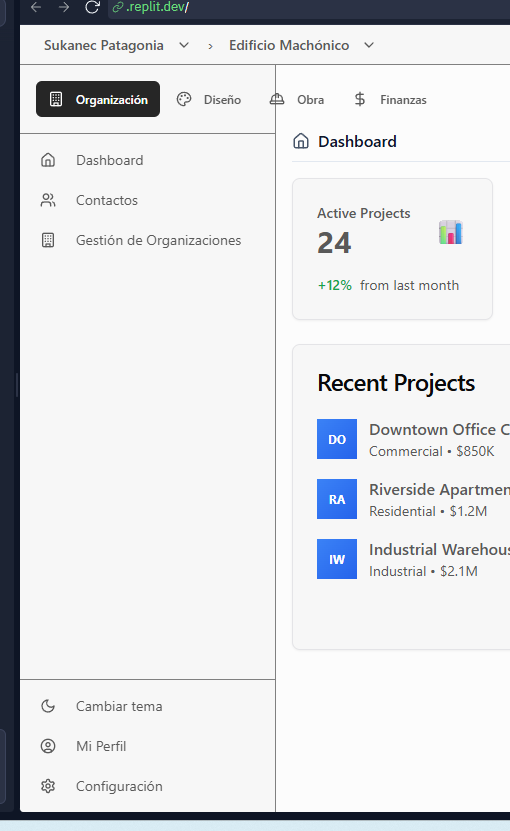 .replit.dev/
Sukanec Patagonia › Edificio Machónico
Organización Diseño Obra Finanzas
Dashboard
Contactos
Gestión de Organizaciones
Cambiar tema
Mi Perfil
Configuración
Dashboard
Active Projects
24
+12% from last month
Recent Projects
DO
Downtown Office C
Commercial • $850K
RA
Riverside Apartmen
Residential • $1.2M
IW
Industrial Warehous
Industrial • $2.1M